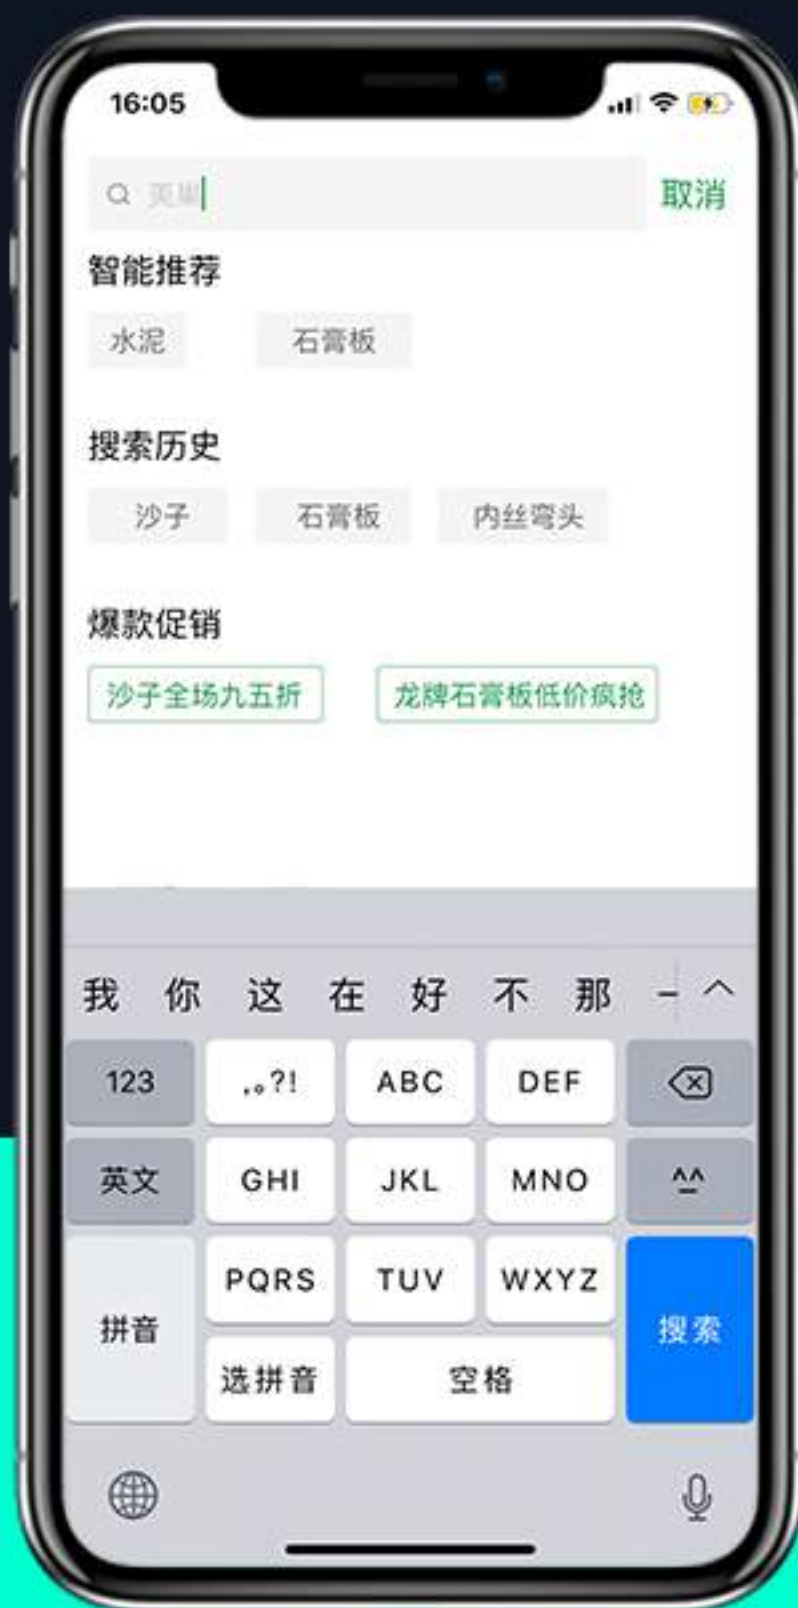 16:05
英巢 取消
智能推荐
水泥 石膏板
搜索历史
沙子 石膏板 内丝弯头
爆款促销
沙子全场九五折 龙牌石膏板低价疯抢
我 你 这 在 好 不 那 一
123 ,。?! ABC DEF
英文 GHI JKL MNO ^^
PQRS TUV WXYZ
拼音 搜索
选拼音 空格